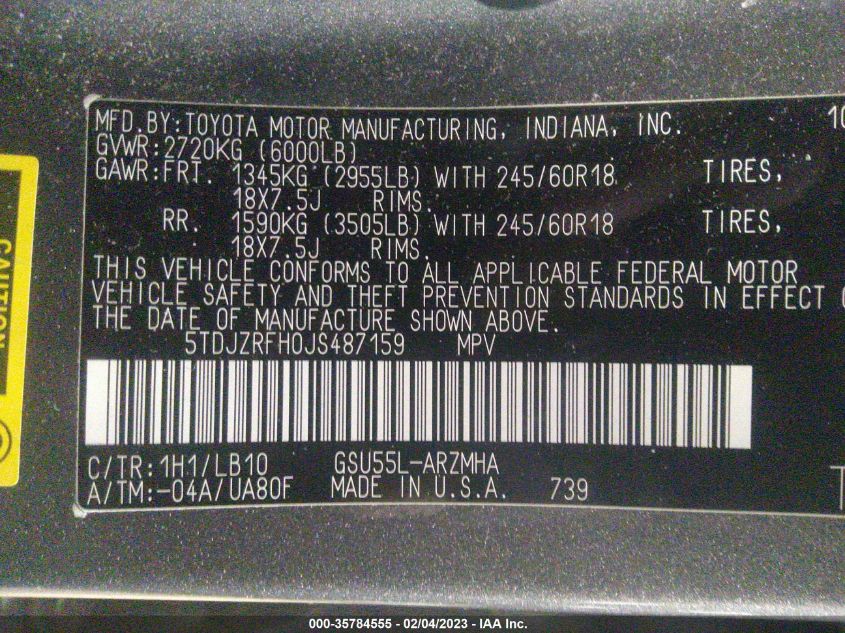 MFD.BY:TOYOTA MOTOR MANUFACTURING, INDIANA, INC. 10
GVWR:2720KG (6000LB)
GAWR:FRT. 1345KG (2955LB) WITH 245/60R18 TIRES,
18X7.5J RIMS.
RR. 1590KG (3505LB) WITH 245/60R18 TIRES,
18X7.5J RIMS.
THIS VEHICLE CONFORMS TO ALL APPLICABLE FEDERAL MOTOR
VEHICLE SAFETY AND THEFT PREVENTION STANDARDS IN EFFECT O
THE DATE OF MANUFACTURE SHOWN ABOVE.
5TDJZRFH0JS487159 MPV
C/TR:1H1/LB10 GSU55L-ARZMHA
A/TM:-04A/UA80F MADE IN U.S.A. 739
T
CAUTION
000-35784555 - 02/04/2023 - IAA Inc.